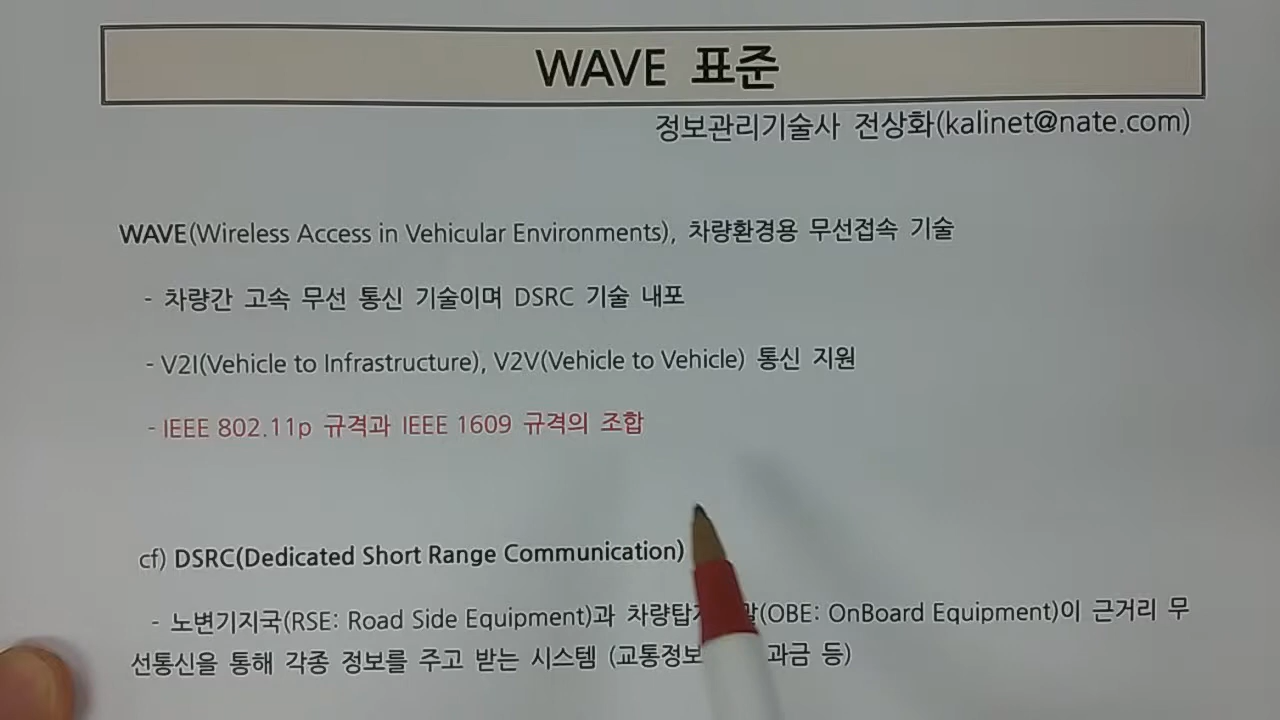 WAVE 표준
정보관리기술사 전상화(kalinet@nate.com)
WAVE(Wireless Access in Vehicular Environments), 차량환경용 무선접속 기술
- 차량간 고속 무선 통신 기술이며 DSRC 기술 내포
- V2I(Vehicle to Infrastructure), V2V(Vehicle to Vehicle) 통신 지원
- IEEE 802.11p 규격과 IEEE 1609 규격의 조합
cf) DSRC(Dedicated Short Range Communication)
- 노변기지국(RSE: Road Side Equipment)과 (OBE: OnBoard Equipment)이 근거리 무
선통신을 통해 각종 정보를 주고 받는 시스템 (교통정보 과금 등)